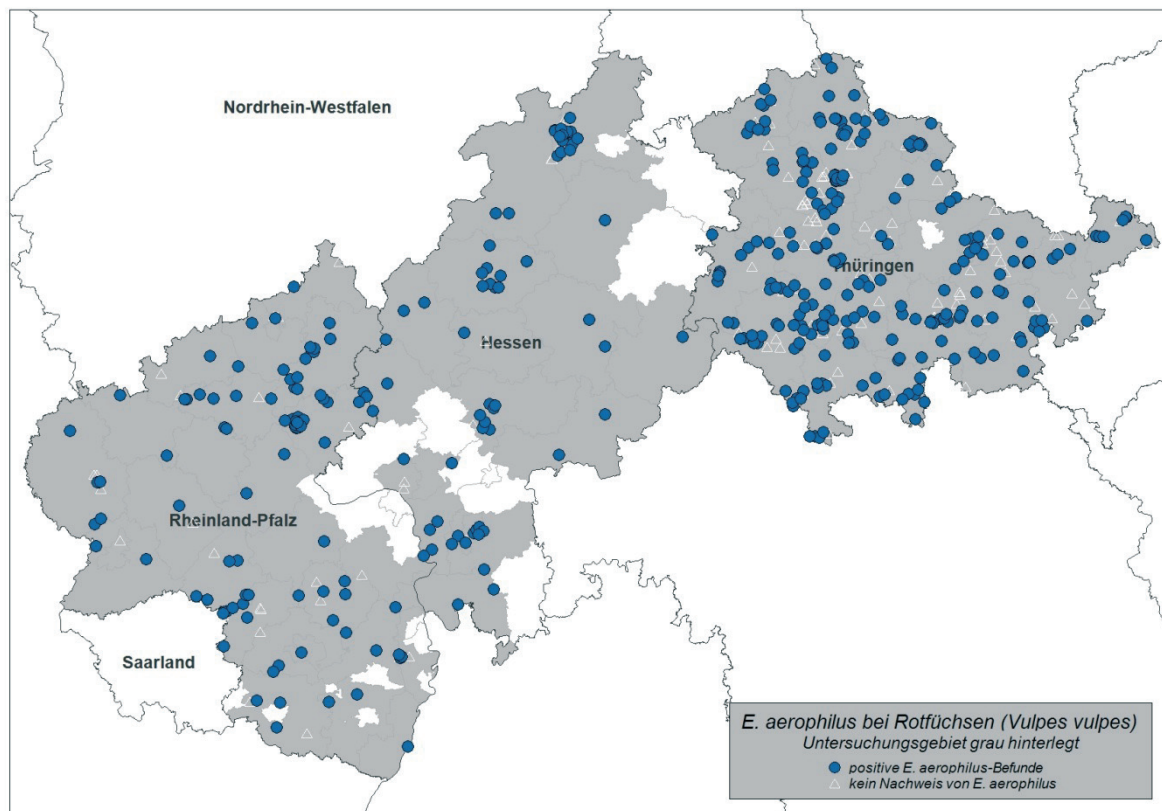 Nordrhein-Westfalen
Thüringen
Hessen
Rheinland-Pfalz
Saarland
E. aerophilus bei Rotfüchsen (Vulpes vulpes)
Untersuchungsgebiet grau hinterlegt
positive E. aerophilus-Befunde
kein Nachweis von E. aerophilus